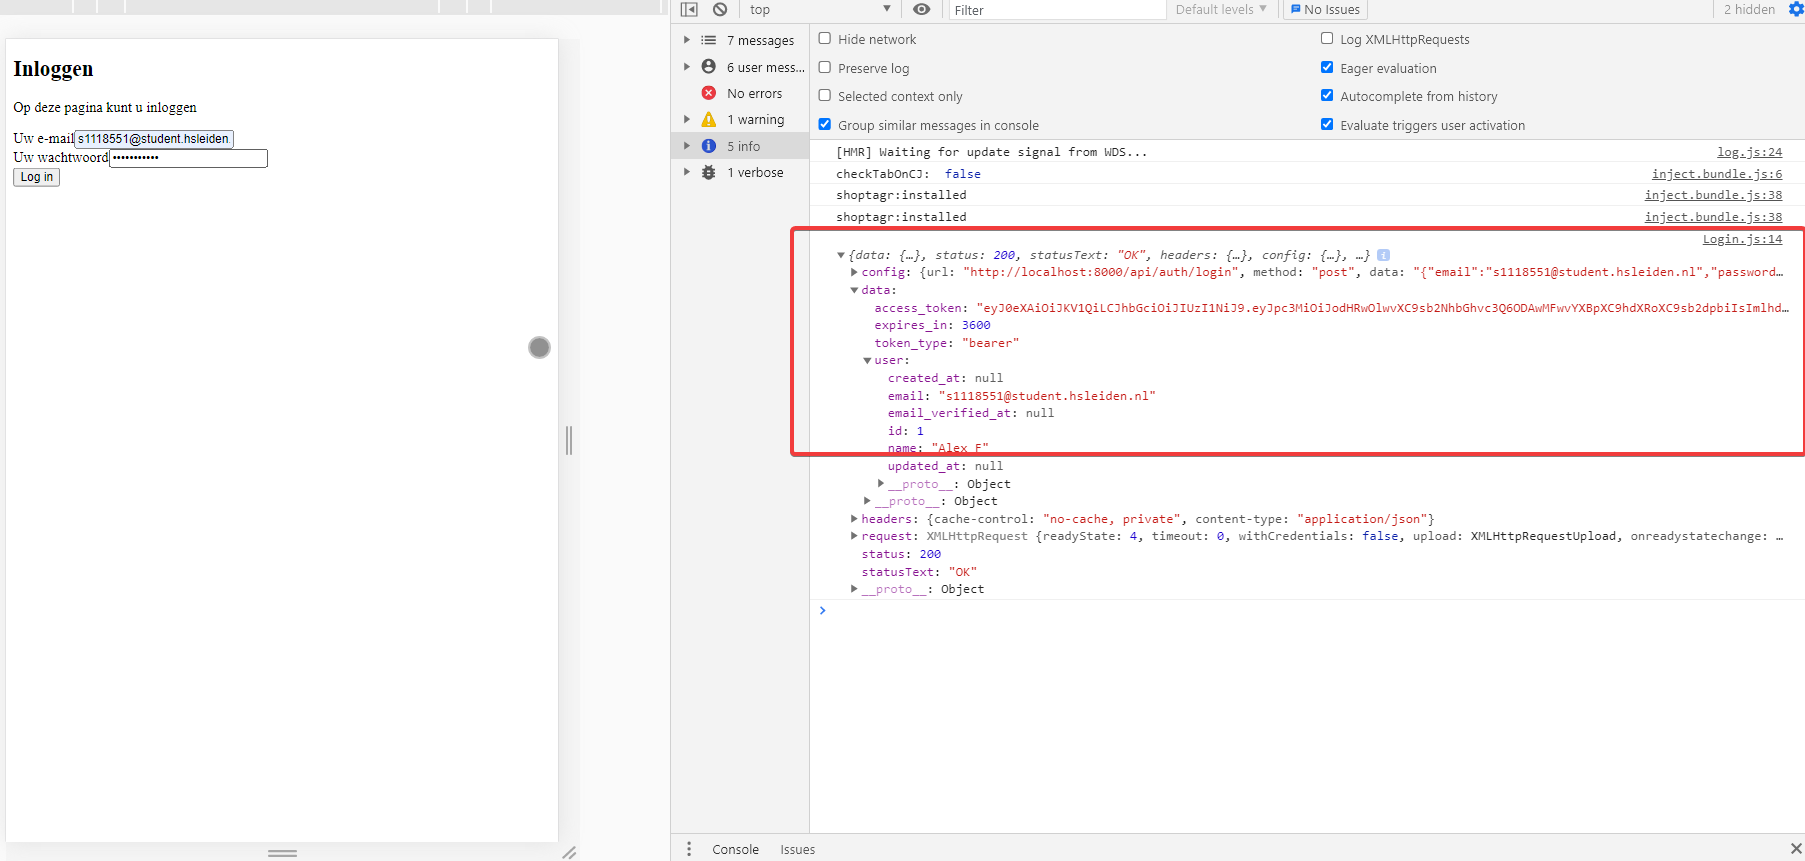 Inloggen
Op deze pagina kunt u inloggen
Uw e-mail s1118551@student.hsleiden.
Uw wachtwoord •••••••••••
Log in
top
Filter
Default levels
No Issues
2 hidden
7 messages
6 user mess...
No errors
1 warning
5 info
1 verbose
Hide network
Log XMLHttpRequests
Preserve log
Eager evaluation
Selected context only
Autocomplete from history
Group similar messages in console
Evaluate triggers user activation
[HMR] Waiting for update signal from WDS... log.js:24
checkTabOnCJ: false inject.bundle.js:6
shoptagr:installed inject.bundle.js:38
shoptagr:installed inject.bundle.js:38
Login.js:14
{data: {…}, status: 200, statusText: "OK", headers: {…}, config: {…}, …}
config: {url: "http://localhost:8000/api/auth/login", method: "post", data: "{"email":"s1118551@student.hsleiden.nl","password…
data:
access_token: "eyJ0eXAiOiJKV1QiLCJhbGciOiJIUzI1NiJ9.eyJpc3MiOiJodHRwOlwvXC9sb2NhbGhvc3Q6ODAwMFwvYXBpXC9hdXRoXC9sb2dpbiIsImlhd…
expires_in: 3600
token_type: "bearer"
user:
created_at: null
email: "s1118551@student.hsleiden.nl"
email_verified_at: null
id: 1
name: "Alex F"
updated_at: null
__proto__: Object
__proto__: Object
headers: {cache-control: "no-cache, private", content-type: "application/json"}
request: XMLHttpRequest {readyState: 4, timeout: 0, withCredentials: false, upload: XMLHttpRequestUpload, onreadystatechange: …
status: 200
statusText: "OK"
__proto__: Object
Console
Issues